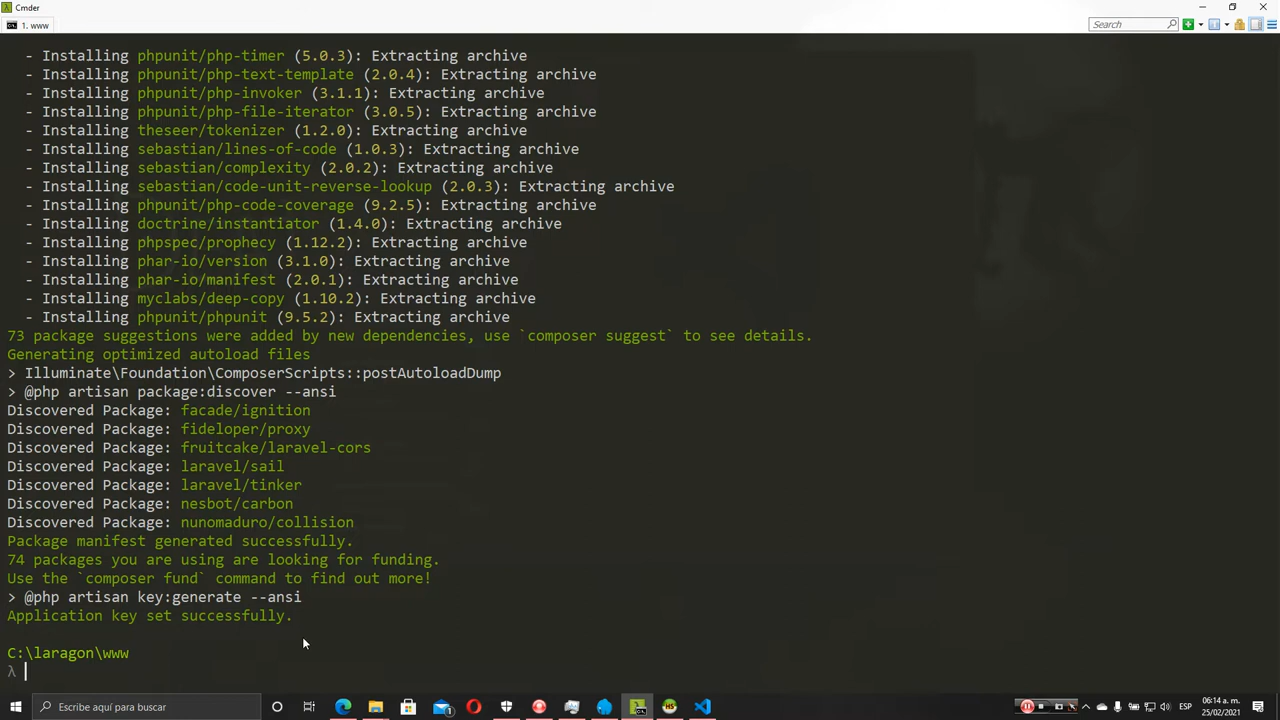 Cmder
1. www
Search
- Installing phpunit/php-timer (5.0.3): Extracting archive
- Installing phpunit/php-text-template (2.0.4): Extracting archive
- Installing phpunit/php-invoker (3.1.1): Extracting archive
- Installing phpunit/php-file-iterator (3.0.5): Extracting archive
- Installing theseer/tokenizer (1.2.0): Extracting archive
- Installing sebastian/lines-of-code (1.0.3): Extracting archive
- Installing sebastian/complexity (2.0.2): Extracting archive
- Installing sebastian/code-unit-reverse-lookup (2.0.3): Extracting archive
- Installing phpunit/php-code-coverage (9.2.5): Extracting archive
- Installing doctrine/instantiator (1.4.0): Extracting archive
- Installing phpspec/prophecy (1.12.2): Extracting archive
- Installing phar-io/version (3.1.0): Extracting archive
- Installing phar-io/manifest (2.0.1): Extracting archive
- Installing myclabs/deep-copy (1.10.2): Extracting archive
- Installing phpunit/phpunit (9.5.2): Extracting archive
73 package suggestions were added by new dependencies, use `composer suggest` to see details.
Generating optimized autoload files
> Illuminate\Foundation\ComposerScripts::postAutoloadDump
> @php artisan package:discover --ansi
Discovered Package: facade/ignition
Discovered Package: fideloper/proxy
Discovered Package: fruitcake/laravel-cors
Discovered Package: laravel/sail
Discovered Package: laravel/tinker
Discovered Package: nesbot/carbon
Discovered Package: nunomaduro/collision
Package manifest generated successfully.
74 packages you are using are looking for funding.
Use the `composer fund` command to find out more!
> @php artisan key:generate --ansi
Application key set successfully.
C:\laragon\www
λ
Escribe aquí para buscar
ESP
06:14 a. m.
25/02/2021